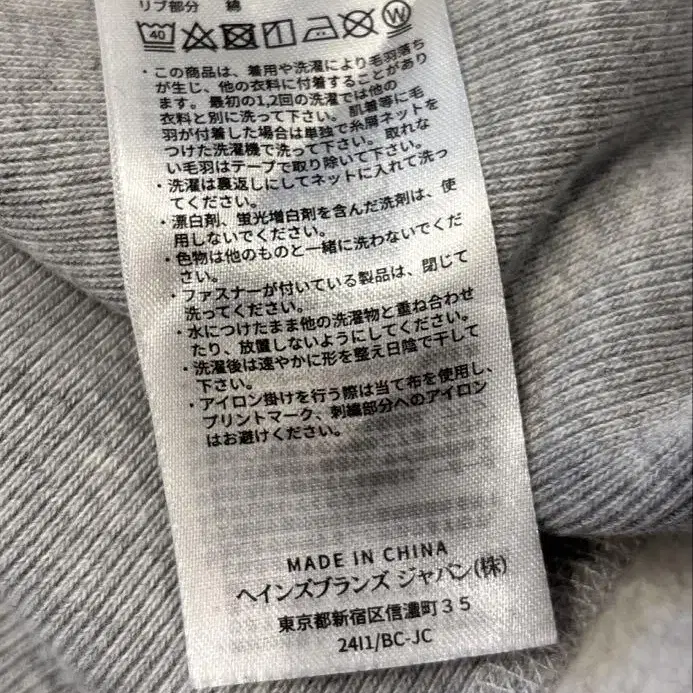 リブ部分　綿
40
W
・この商品は、着用や洗濯により毛羽落ち
が生じ、他の衣料に付着することがあり
ます。最初の1,2回の洗濯では他の
衣料と別に洗って下さい。肌着等に毛
羽が付着した場合は単独で糸屑ネットを
つけた洗濯機で洗って下さい。取れな
い毛羽はテープで取り除いて下さい。
・洗濯は裏返しにしてネットに入れて洗っ
てください。
・漂白剤、蛍光増白剤を含んだ洗剤は、使
用しないでください。
・色物は他のものと一緒に洗わないでくだ
さい。
・ファスナーが付いている製品は、閉じて
洗ってください。
・水につけたまま他の洗濯物と重ね合わせ
たり、放置しないようにしてください。
・洗濯後は速やかに形を整え日陰で干して
下さい。
・アイロン掛けを行う際は当て布を使用し、
プリントマーク、刺繍部分へのアイロン
はお避けください。
MADE IN CHINA
ヘインズブランズ ジャパン(株)
東京都新宿区信濃町35
24I1/BC-JC